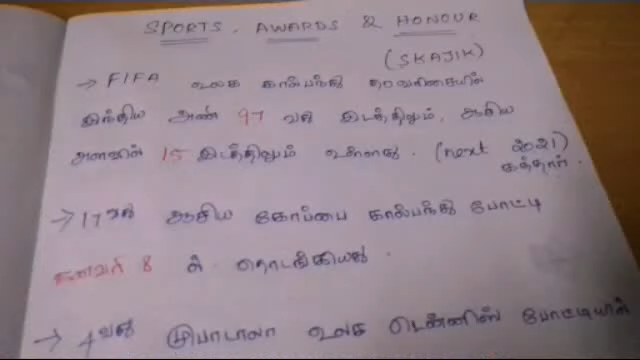 SPORTS, AWARDS & HONOUR
(SKAJIK)
→ FIFA உலக கால்பந்து தரவரிசையில்
இந்திய அணி 97 வது இடத்திலும், ஆசிய
அளவில் 15 இடத்திலும் உள்ளது. (next 2021)
கத்தார்.
→ 17வது ஆசிய கோப்பை கால்பந்து போட்டி
ஜனவரி 8 ல் தொடங்கியது.
→ 4வது முபாடாலா உலக டென்னிஸ் போட்டியில்